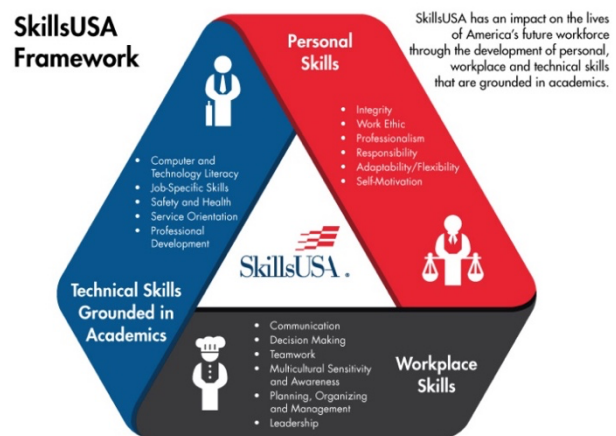 SkillsUSA
Framework
SkillsUSA has an impact on the lives
of America's future workforce
through the development of personal,
workplace and technical skills
that are grounded in academics.
Personal
Skills
• Integrity
• Work Ethic
• Professionalism
• Responsibility
• Adaptability/Flexibility
• Self-Motivation
• Computer and
Technology Literacy
• Job-Specific Skills
• Safety and Health
• Service Orientation
• Professional
Development
Technical Skills
Grounded in
Academics
SkillsUSA®
• Communication
• Decision Making
• Teamwork
• Multicultural Sensitivity
and Awareness
• Planning, Organizing
and Management
• Leadership
Workplace
Skills